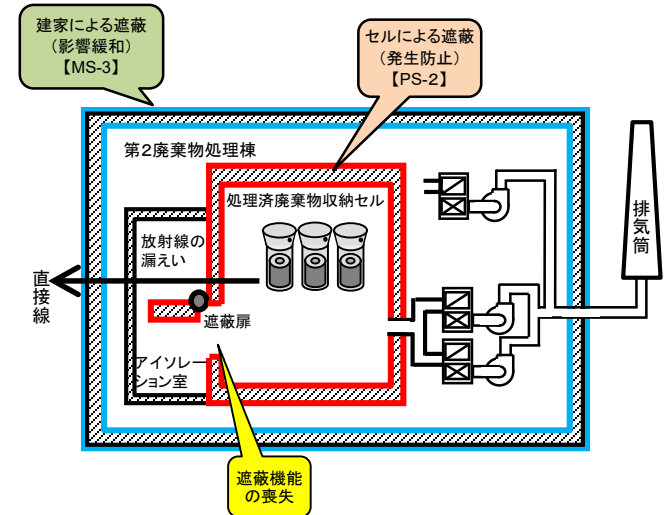 建家による遮蔽
（影響緩和）
【MS-3】
セルによる遮蔽
（発生防止）
【PS-2】
第２廃棄物処理棟
処理済廃棄物収納セル
放射線の
漏えい
直接線
遮蔽扉
アイソレー
ション室
排気筒
遮蔽機能
の喪失